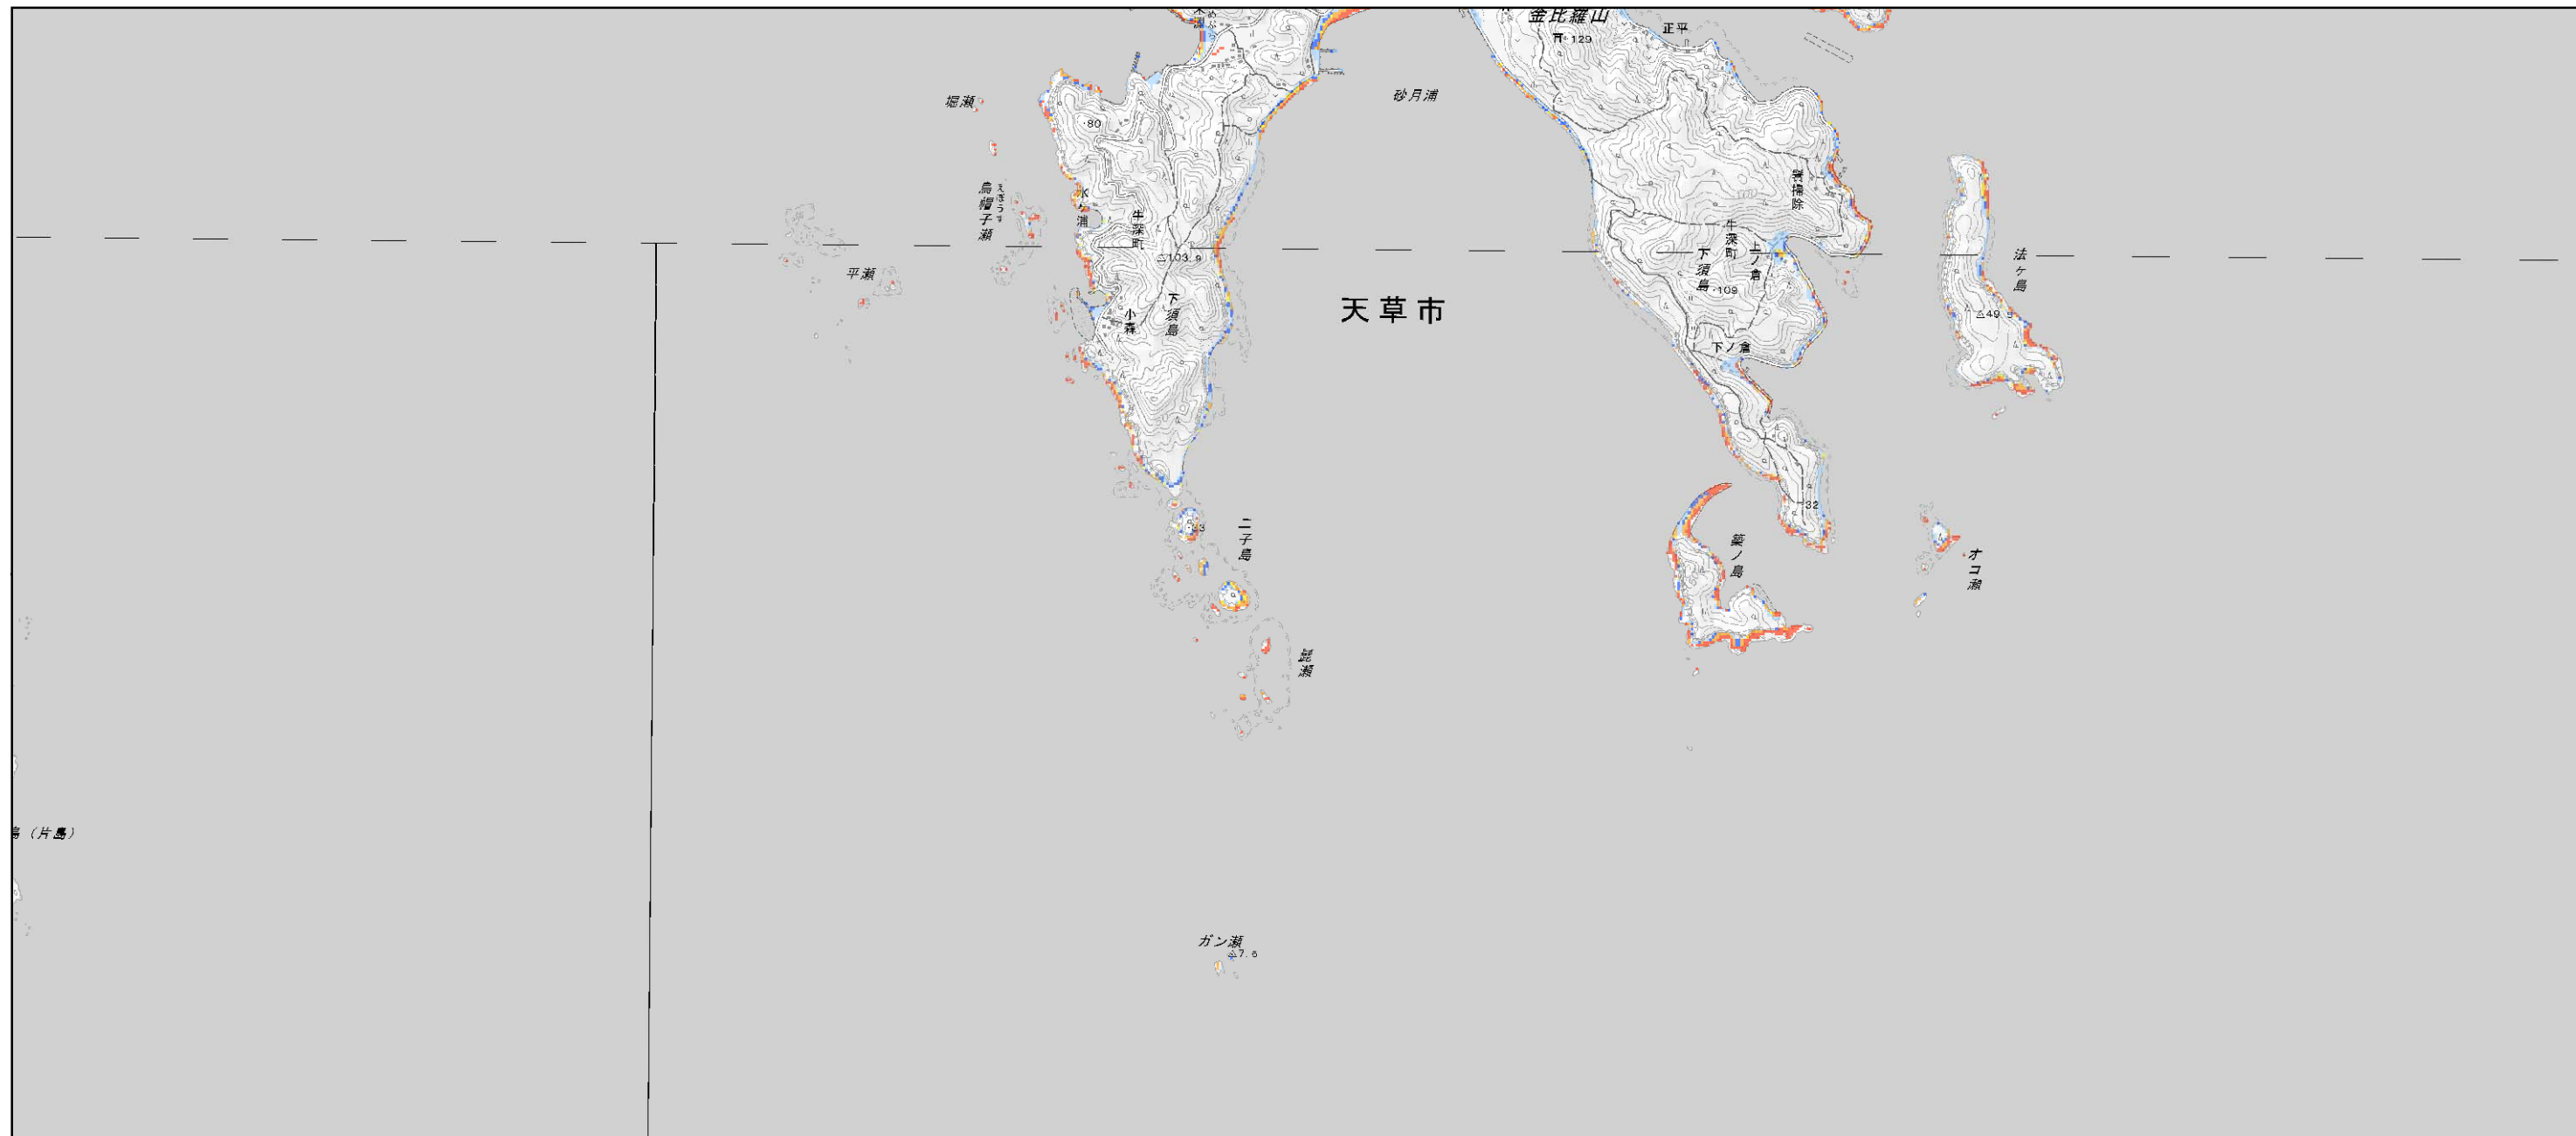 金比羅山
129
正平
堀瀬
砂月浦
80
烏帽子瀬
えぼうす
水ケ浦
牛深町
平瀬
103.9
下須島
小森
天草市
牛深町
下須島
上ノ倉
109
下ノ倉
法ヶ島
49.9
二子島
33
築ノ島
32
オコ瀬
島（片島）
ガン瀬
7.6